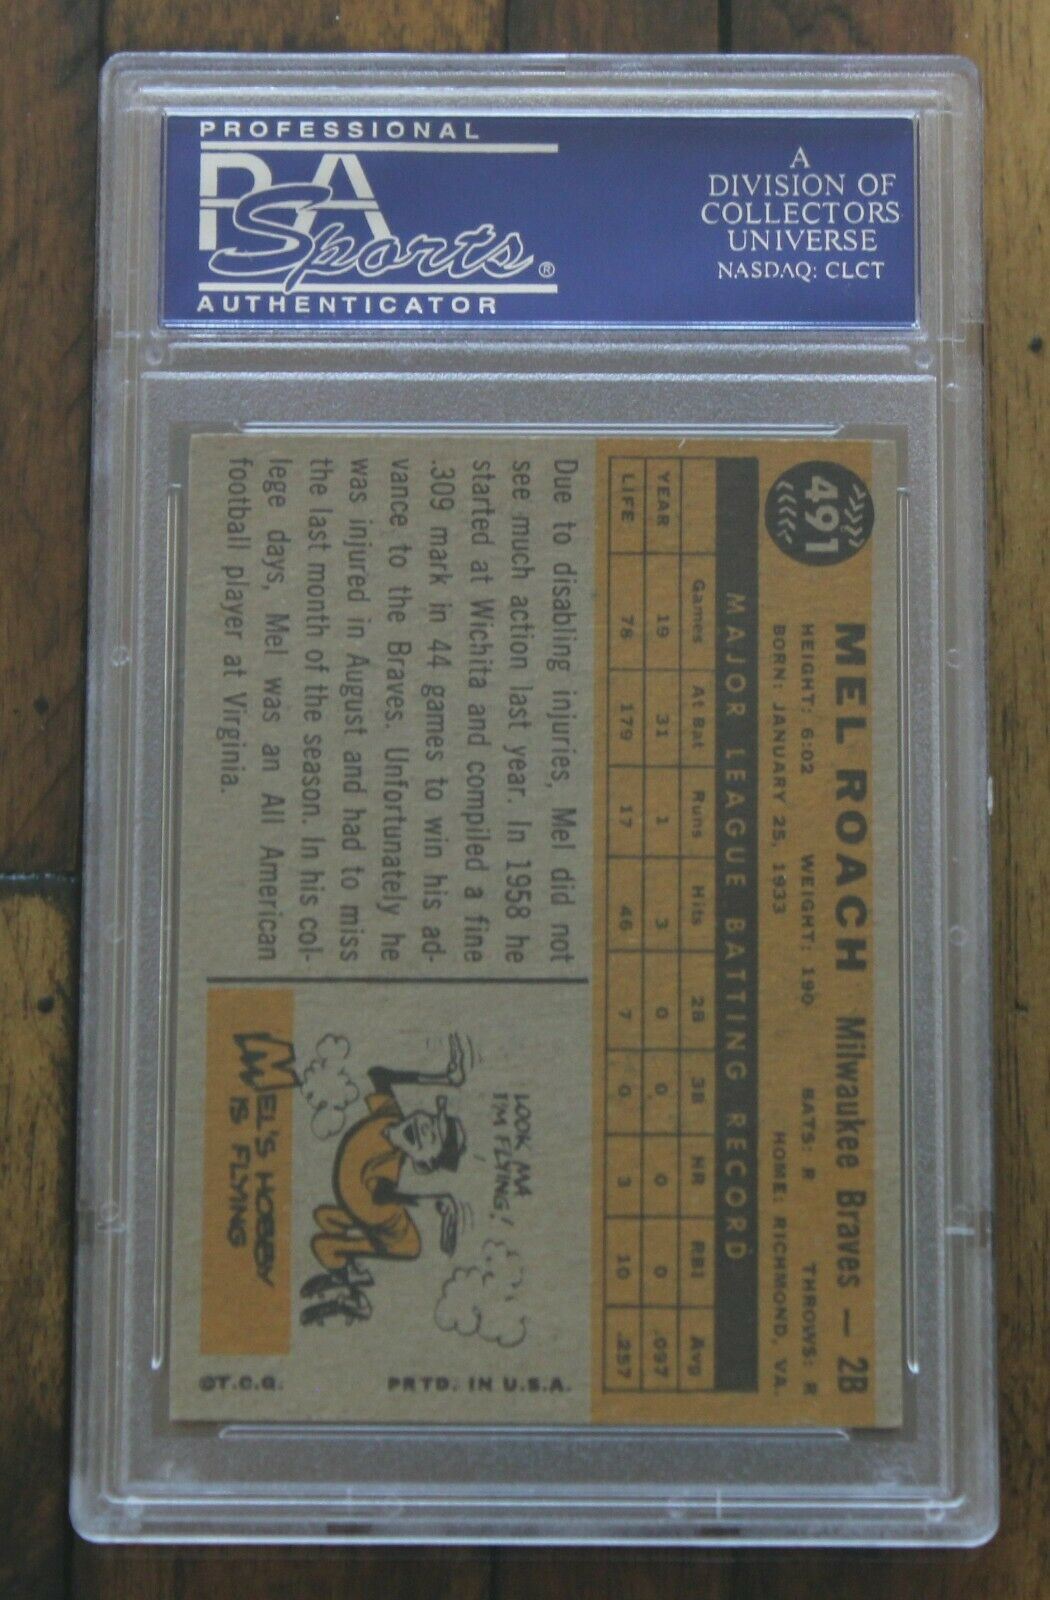 PROFESSIONAL
PSA
Sports®
AUTHENTICATOR
A
DIVISION OF
COLLECTORS
UNIVERSE
NASDAQ: CLCT
491
MEL ROACH Milwaukee Braves — 2B
HEIGHT: 6:02 WEIGHT: 190 BATS: R THROWS: R
BORN: JANUARY 25, 1933 HOME: RICHMOND, VA.
MAJOR LEAGUE BATTING RECORD
Games At Bat Runs Hits 2B 3B HR RBI Avg
YEAR 19 31 1 3 0 0 0 0 .097
LIFE 78 179 17 46 7 0 3 10 .257
Due to disabling injuries, Mel did not
see much action last year. In 1958 he
started at Wichita and compiled a fine
.309 mark in 44 games to win his ad-
vance to the Braves. Unfortunately he
was injured in August and had to miss
the last month of the season. In his col-
lege days, Mel was an All American
football player at Virginia.
LOOK MA
I'M FLYING!
MEL'S HOBBY
IS FLYING
©T.C.G. PRTD. IN U.S.A.